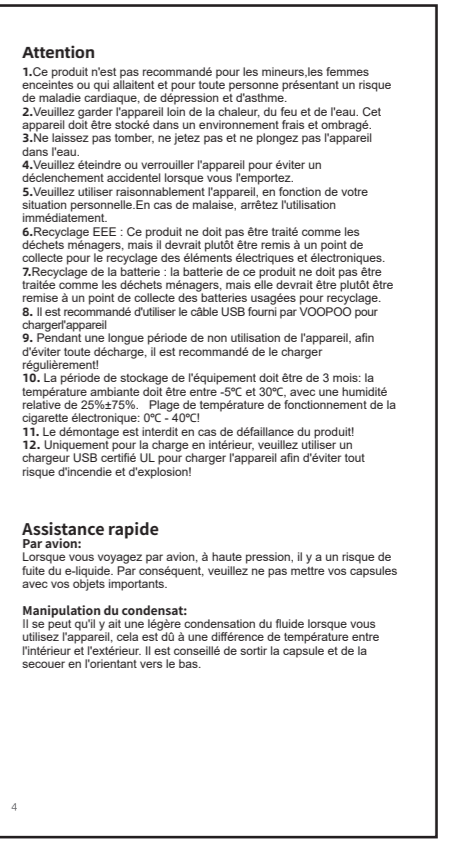 Attention
1.Ce produit n'est pas recommandé pour les mineurs,les femmes
enceintes ou qui allaitent et pour toute personne présentant un risque
de maladie cardiaque, de dépression et d'asthme.
2.Veuillez garder l'appareil loin de la chaleur, du feu et de l'eau. Cet
appareil doit être stocké dans un environnement frais et ombragé.
3.Ne laissez pas tomber, ne jetez pas et ne plongez pas l'appareil
dans l'eau.
4.Veuillez éteindre ou verrouiller l'appareil pour éviter un
déclenchement accidentel lorsque vous l'emportez.
5.Veuillez utiliser raisonnablement l'appareil, en fonction de votre
situation personnelle.En cas de malaise, arrêtez l'utilisation
immédiatement.
6.Recyclage EEE : Ce produit ne doit pas être traité comme les
déchets ménagers, mais il devrait plutôt être remis à un point de
collecte pour le recyclage des éléments électriques et électroniques.
7.Recyclage de la batterie : la batterie de ce produit ne doit pas être
traitée comme les déchets ménagers, mais elle devrait être plutôt être
remise à un point de collecte des batteries usagées pour recyclage.
8. Il est recommandé d'utiliser le câble USB fourni par VOOPOO pour
chargerl'appareil
9. Pendant une longue période de non utilisation de l'appareil, afin
d'éviter toute décharge, il est recommandé de le charger
régulièrement!
10. La période de stockage de l'équipement doit être de 3 mois: la
température ambiante doit être entre -5℃ et 30℃, avec une humidité
relative de 25%±75%. Plage de température de fonctionnement de la
cigarette électronique: 0℃ - 40℃!
11. Le démontage est interdit en cas de défaillance du produit!
12. Uniquement pour la charge en intérieur, veuillez utiliser un
chargeur USB certifié UL pour charger l'appareil afin d'éviter tout
risque d'incendie et d'explosion!
Assistance rapide
Par avion:
Lorsque vous voyagez par avion, à haute pression, il y a un risque de
fuite du e-liquide. Par conséquent, veuillez ne pas mettre vos capsules
avec vos objets importants.
Manipulation du condensat:
Il se peut qu'il y ait une légère condensation du fluide lorsque vous
utilisez l'appareil, cela est dû à une différence de température entre
l'intérieur et l'extérieur. Il est conseillé de sortir la capsule et de la
secouer en l'orientant vers le bas.
4